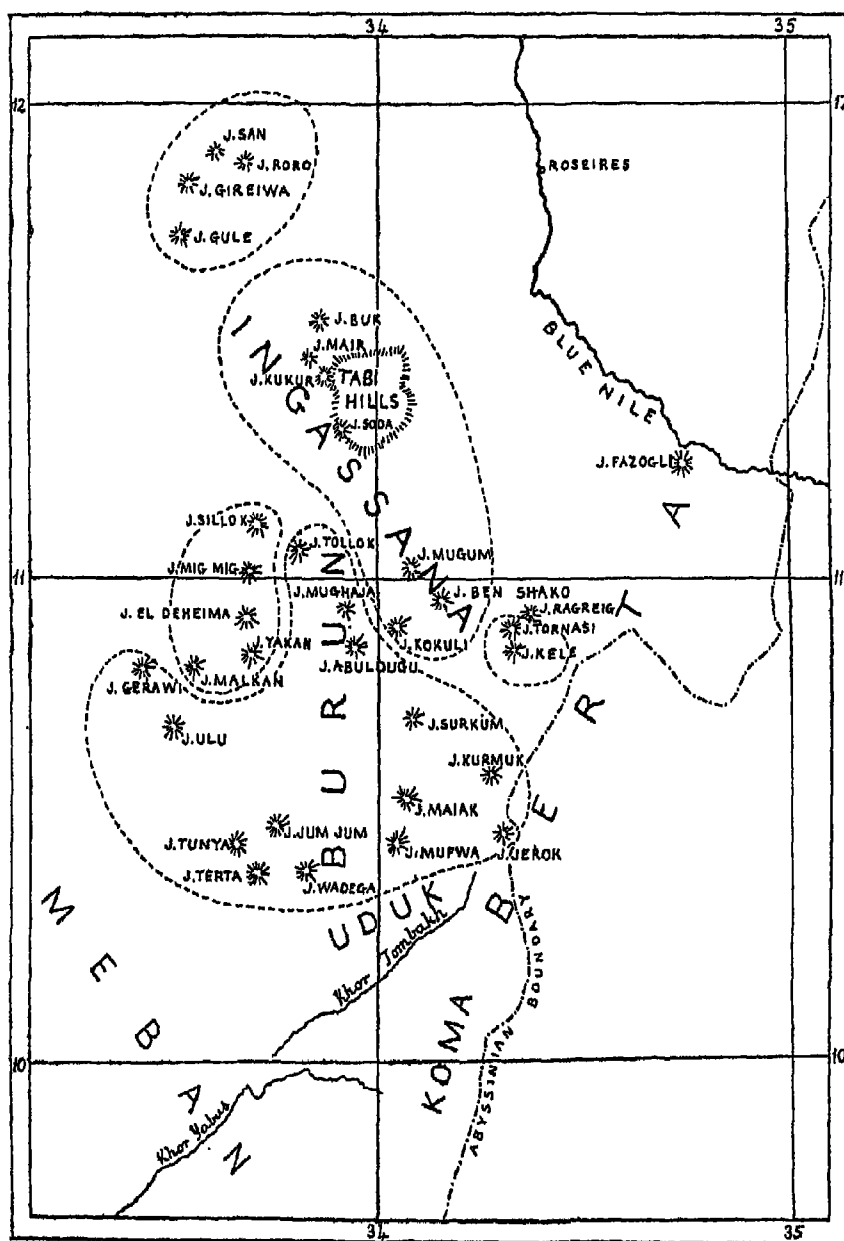 34 35
12 12
J. SAN
J. RORO
J. GIREIWA
J. GULE
ROSEIRES
INGASSANA
J. BUK
J. MAIR
J. KUKUR
TABI
HILLS
J. SODA
BLUE NILE
J. FAZOGLI
J. SILLOK
J. TOLLOK
J. MUGUM
11 11
J. MIG MIG
J. MUGHAJA
J. BEN SHAKO
J. RAGREIG
J. EL DEHEIMA
J. TORNASI
J. KOKULI
J. YAKAN
J. KELE
J. ABULDUGU
J. GERAWI
J. MALKAN
BURUN
BERTA
J. SURKUM
J. ULU
J. KURMUK
J. MAIAK
J. JUM JUM
J. TUNYA
J. MUFWA
J. UEROK
J. TERTA
J. WADEGA
UDUK
Khor Tombakh
MEBAN
KOMA
ABYSSINIAN BOUNDARY
10 10
Khor Yabus
34 35